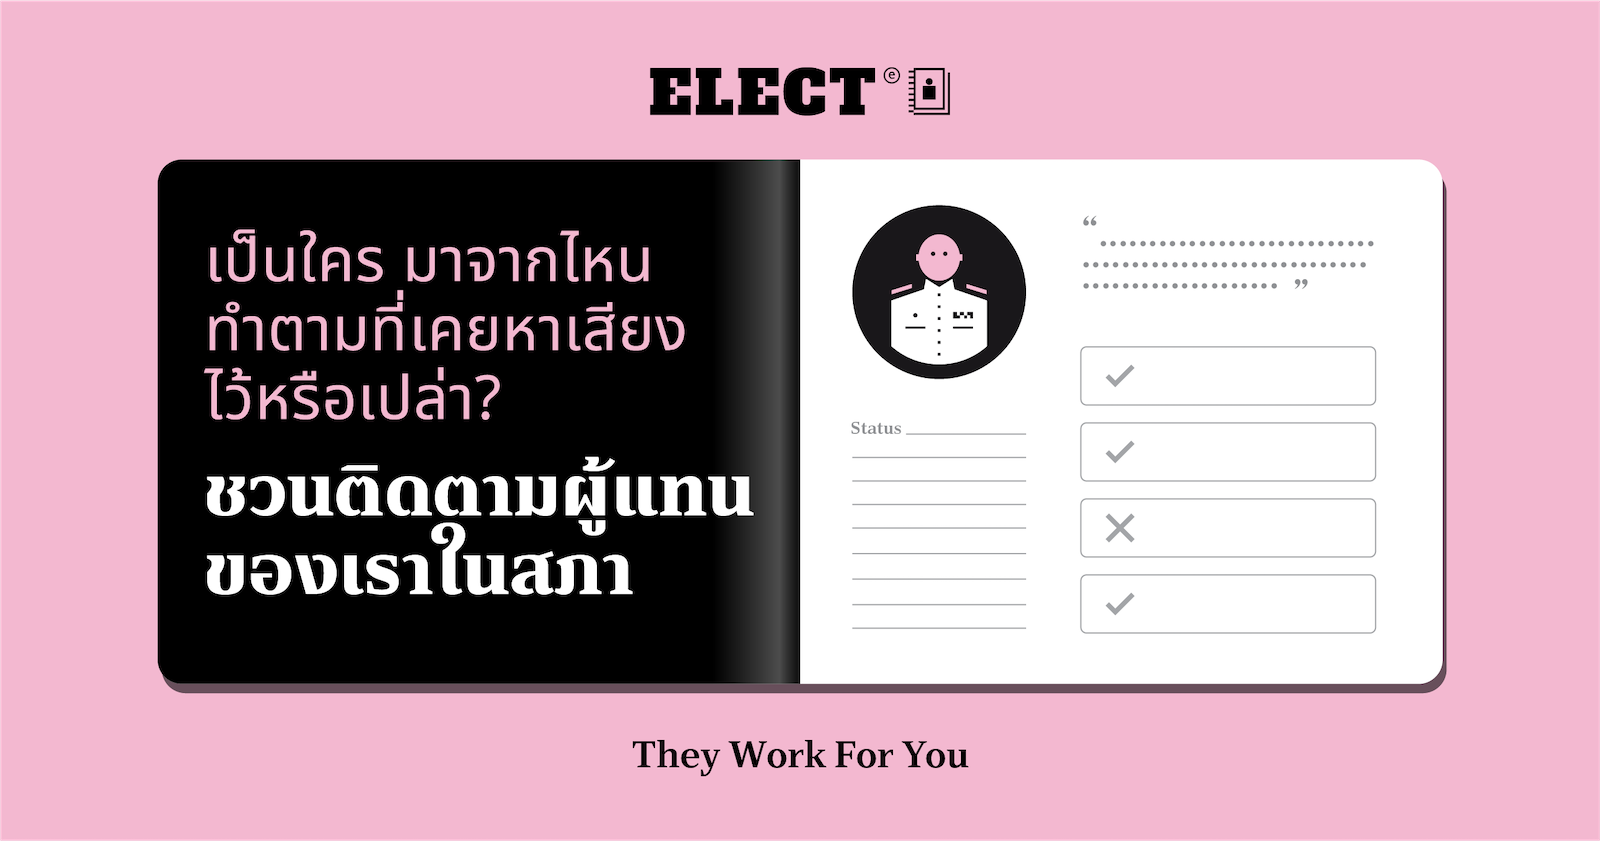 ELECT ⓔ
เป็นใคร มาจากไหน
ทำตามที่เคยหาเสียง
ไว้หรือเปล่า?
ชวนติดตามผู้แทน
ของเราในสภา
“
”
Status
They Work For You